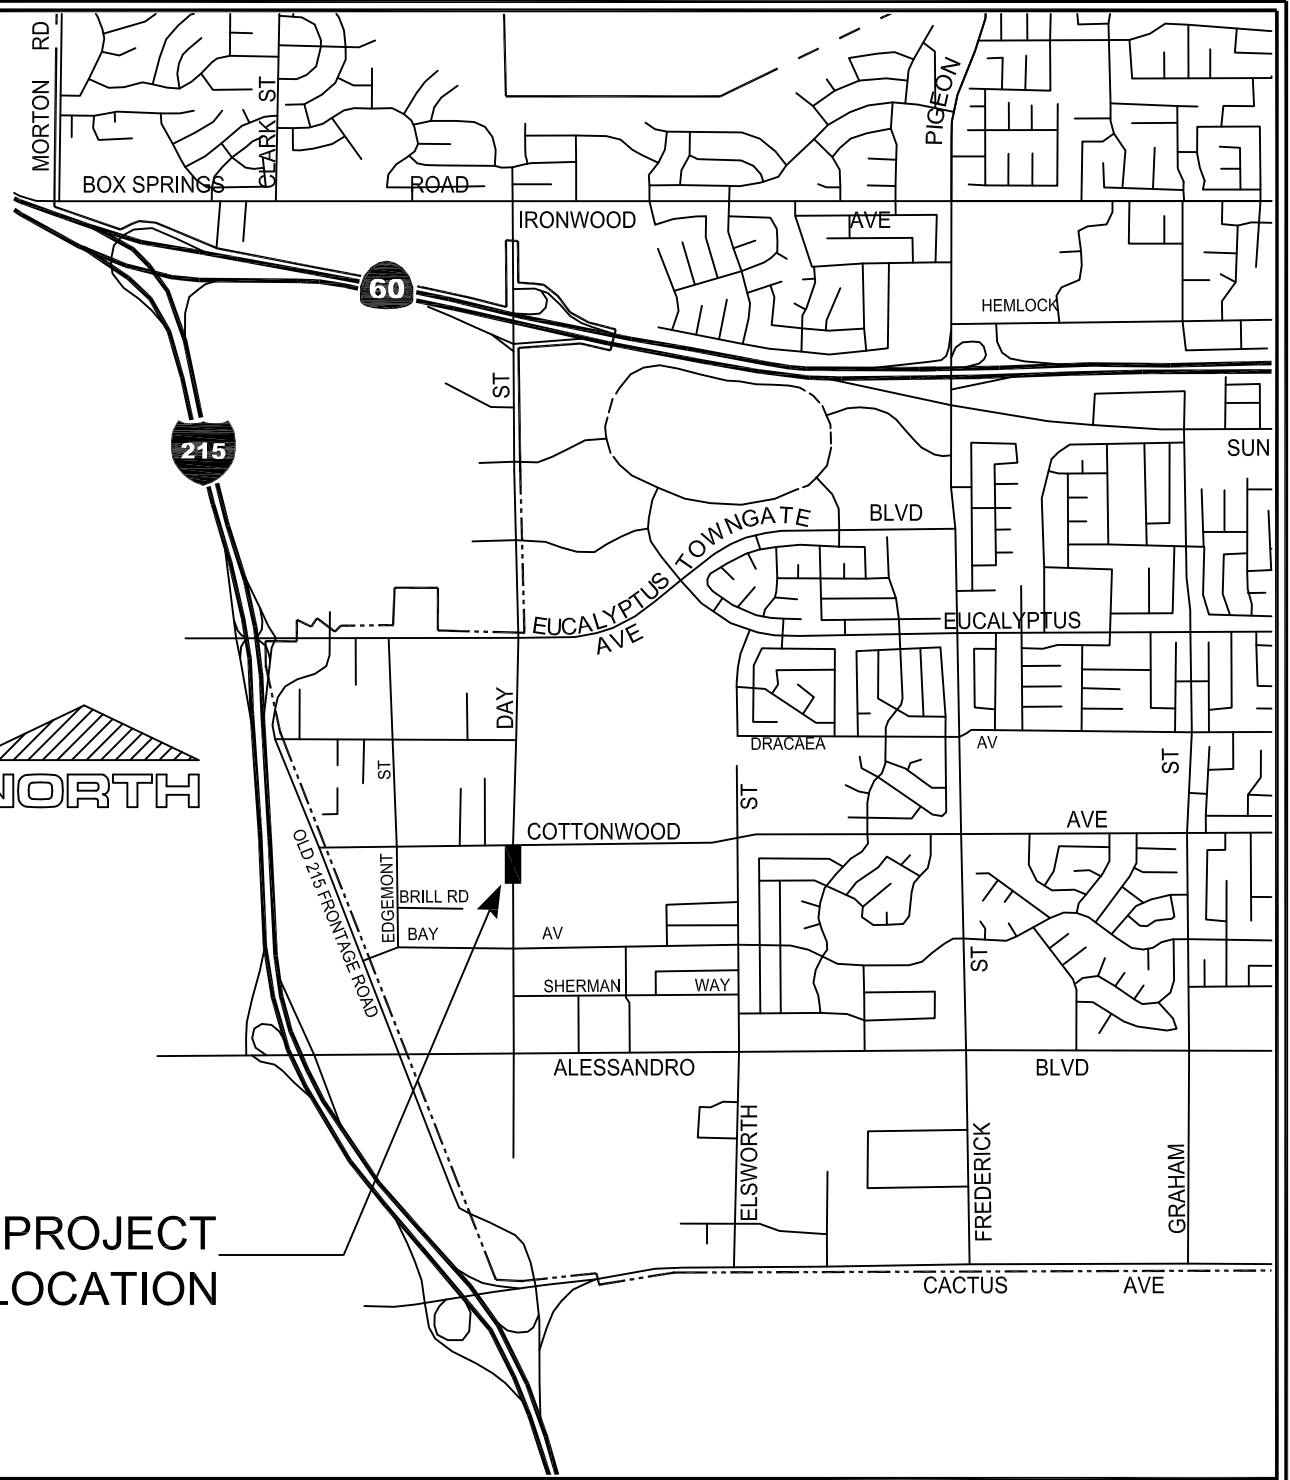 MORTON RD
CLARK ST
PIGEON
BOX SPRINGS ROAD
IRONWOOD AVE
60
HEMLOCK
ST
215
SUN
TOWNGATE BLVD
EUCALYPTUS AVE
EUCALYPTUS
DAY
NORTH
DRACAEA AV
ST
ST
ST
COTTONWOOD AVE
OLD 215 FRONTAGE ROAD
EDGEMONT
BRILL RD
BAY AV
ST
SHERMAN WAY
ALESSANDRO BLVD
ELSWORTH
FREDERICK
GRAHAM
PROJECT
LOCATION
CACTUS AVE